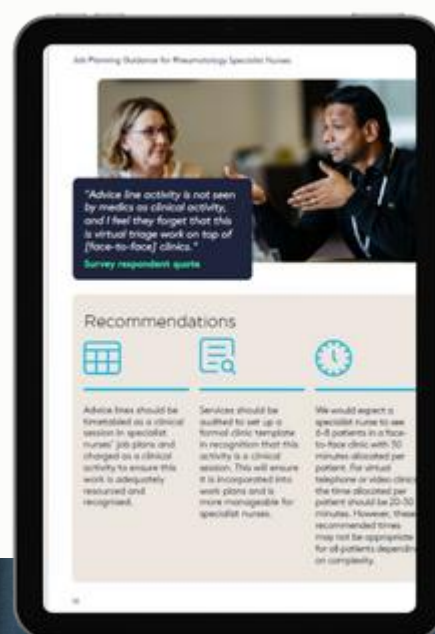 Job Planning Guidance for Rheumatology Specialist Nurses
"Advice line activity is not seen
by medics as clinical activity,
and I feel they forget that this
is virtual triage work on top of
[face-to-face] clinics."
Survey respondent quote
Recommendations
Advice lines should be
timetabled as a clinical
session in specialist
nurses' job plans and
charged as a clinical
activity to ensure this
work is adequately
resourced and
recognised.
Services should be
audited to set up a
formal clinic template
in recognition that this
activity is a clinical
session. This will ensure
it is incorporated into
work plans and is
more manageable for
specialist nurses.
We would expect a
specialist nurse to see
6-8 patients in a face-
to-face clinic with 30
minutes allocated per
patient. For virtual
telephone or video clinics
the time allocated per
patient should be 20-30
minutes. However, these
recommended times
may not be appropriate
for all patients dependin
on complexity.